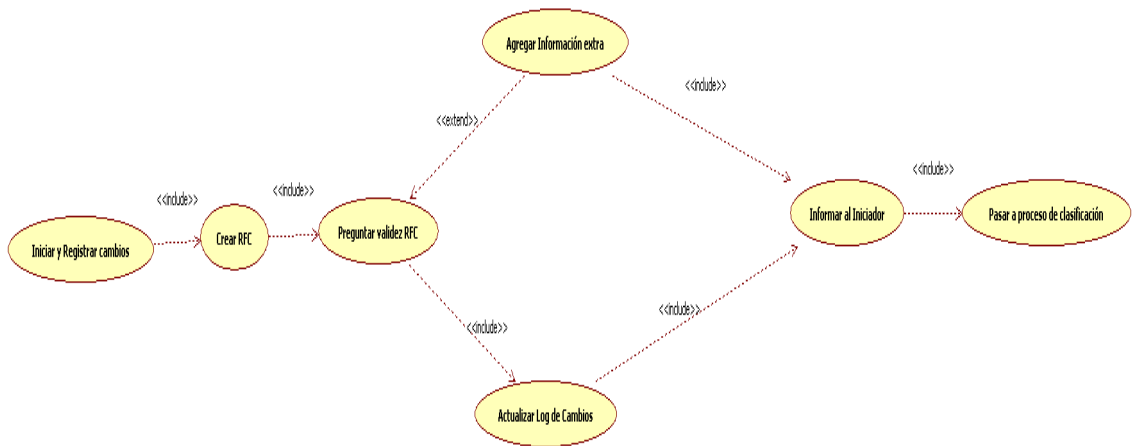 Agregar Información extra
<<include>>
<<extend>>
<<include>>
<<include>>
<<include>>
Iniciar y Registrar cambios
Crear RFC
Preguntar validez RFC
Informar al Iniciador
Pasar a proceso de clasificación
<<include>>
<<include>>
Actualizar Log de Cambios